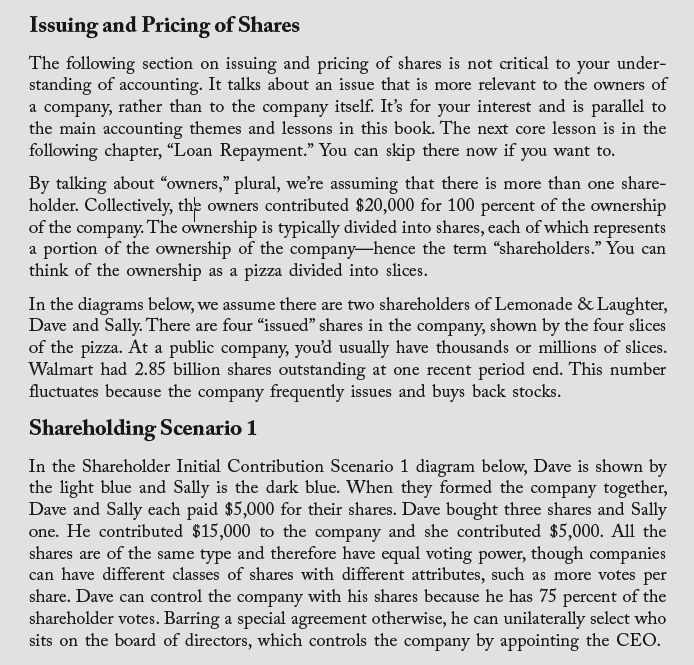 Issuing and Pricing of Shares
The following section on issuing and pricing of shares is not critical to your under-
standing of accounting. It talks about an issue that is more relevant to the owners of
a company, rather than to the company itself. It’s for your interest and is parallel to
the main accounting themes and lessons in this book. The next core lesson is in the
following chapter, “Loan Repayment.” You can skip there now if you want to.
By talking about “owners,” plural, we’re assuming that there is more than one share-
holder. Collectively, the owners contributed $20,000 for 100 percent of the ownership
of the company. The ownership is typically divided into shares, each of which represents
a portion of the ownership of the company—hence the term “shareholders.” You can
think of the ownership as a pizza divided into slices.
In the diagrams below, we assume there are two shareholders of Lemonade & Laughter,
Dave and Sally. There are four “issued” shares in the company, shown by the four slices
of the pizza. At a public company, you’d usually have thousands or millions of slices.
Walmart had 2.85 billion shares outstanding at one recent period end. This number
fluctuates because the company frequently issues and buys back stocks.
Shareholding Scenario 1
In the Shareholder Initial Contribution Scenario 1 diagram below, Dave is shown by
the light blue and Sally is the dark blue. When they formed the company together,
Dave and Sally each paid $5,000 for their shares. Dave bought three shares and Sally
one. He contributed $15,000 to the company and she contributed $5,000. All the
shares are of the same type and therefore have equal voting power, though companies
can have different classes of shares with different attributes, such as more votes per
share. Dave can control the company with his shares because he has 75 percent of the
shareholder votes. Barring a special agreement otherwise, he can unilaterally select who
sits on the board of directors, which controls the company by appointing the CEO.